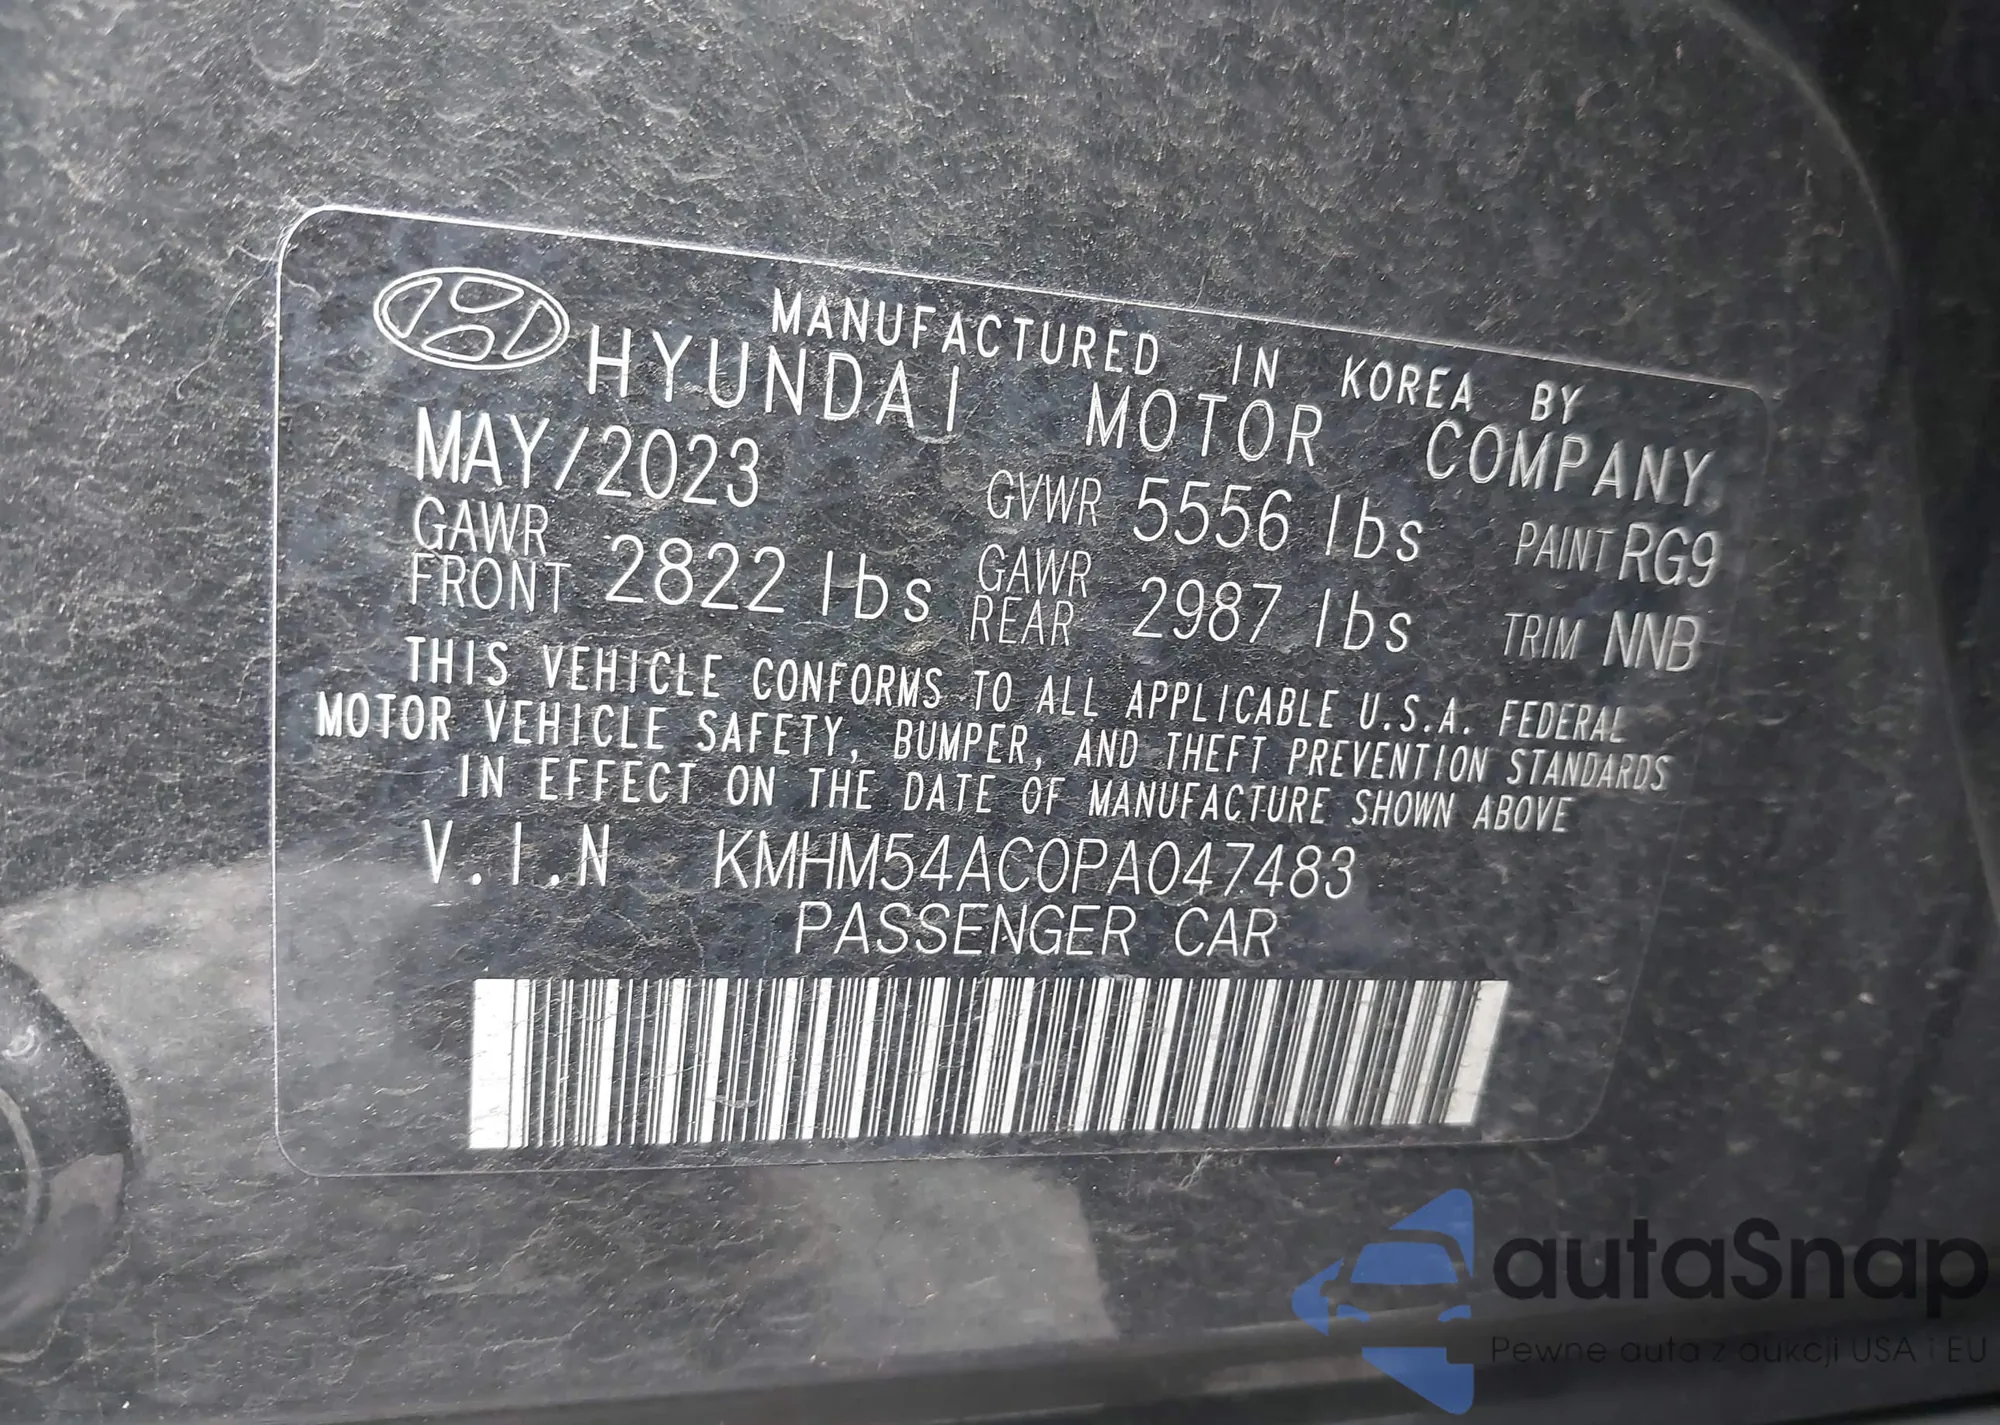 MANUFACTURED IN KOREA BY
HYUNDAI MOTOR COMPANY.
MAY/2023 GVWR 5556 lbs PAINT RG9
GAWR FRONT 2822 lbs GAWR REAR 2987 lbs TRIM NNB
THIS VEHICLE CONFORMS TO ALL APPLICABLE U.S.A. FEDERAL
MOTOR VEHICLE SAFETY, BUMPER, AND THEFT PREVENTION STANDARDS
IN EFFECT ON THE DATE OF MANUFACTURE SHOWN ABOVE
V.I.N KMHM54AC0PA047483
PASSENGER CAR
autaSnap
Pewne auta z aukcji USA i EU